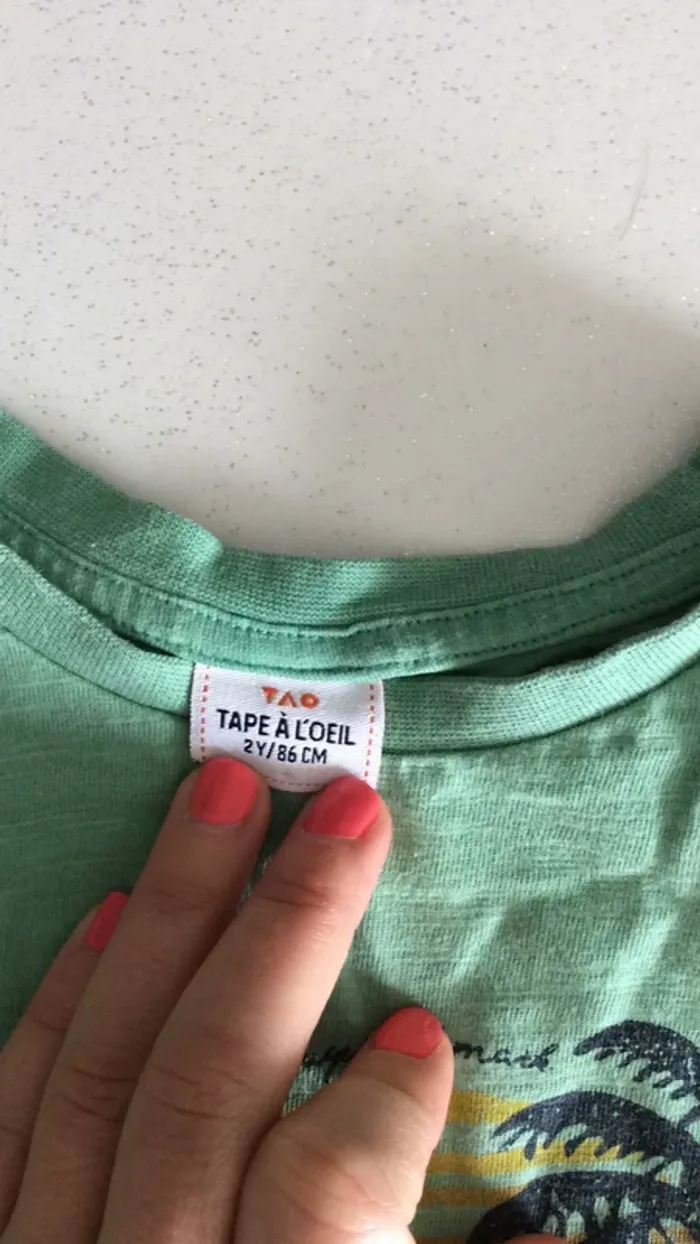 TAO
TAPE À L'OEIL
2Y/86 CM